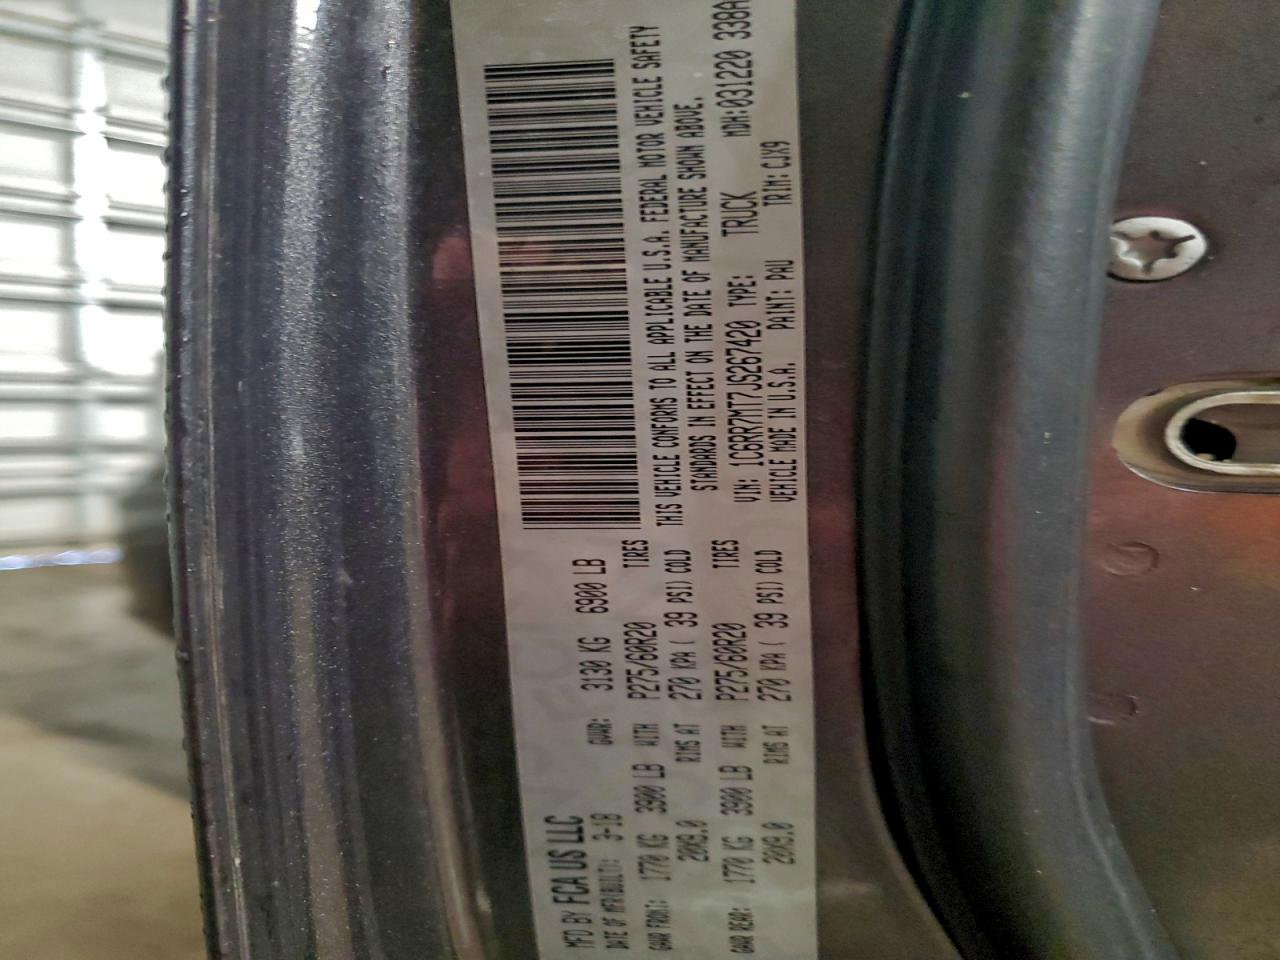 MFD BY FCA US LLC
DATE OF MFR(BUILT): 3-18 GVWR: 3130 KG 6900 LB
GAWR FRONT: 1770 KG 3900 LB WITH P275/60R20 TIRES
20X9.0 RIMS AT 270 KPA ( 39 PSI) COLD
GAWR REAR: 1770 KG 3900 LB WITH P275/60R20 TIRES
20X9.0 RIMS AT 270 KPA ( 39 PSI) COLD
THIS VEHICLE CONFORMS TO ALL APPLICABLE U.S.A. FEDERAL MOTOR VEHICLE SAFETY
STANDARDS IN EFFECT ON THE DATE OF MANUFACTURE SHOWN ABOVE.
VIN: 1C6RR7MT7JS267420 TYPE: TRUCK MDH:031220 338A
VEHICLE MADE IN U.S.A. PAINT: PAU TRIM: CJX9